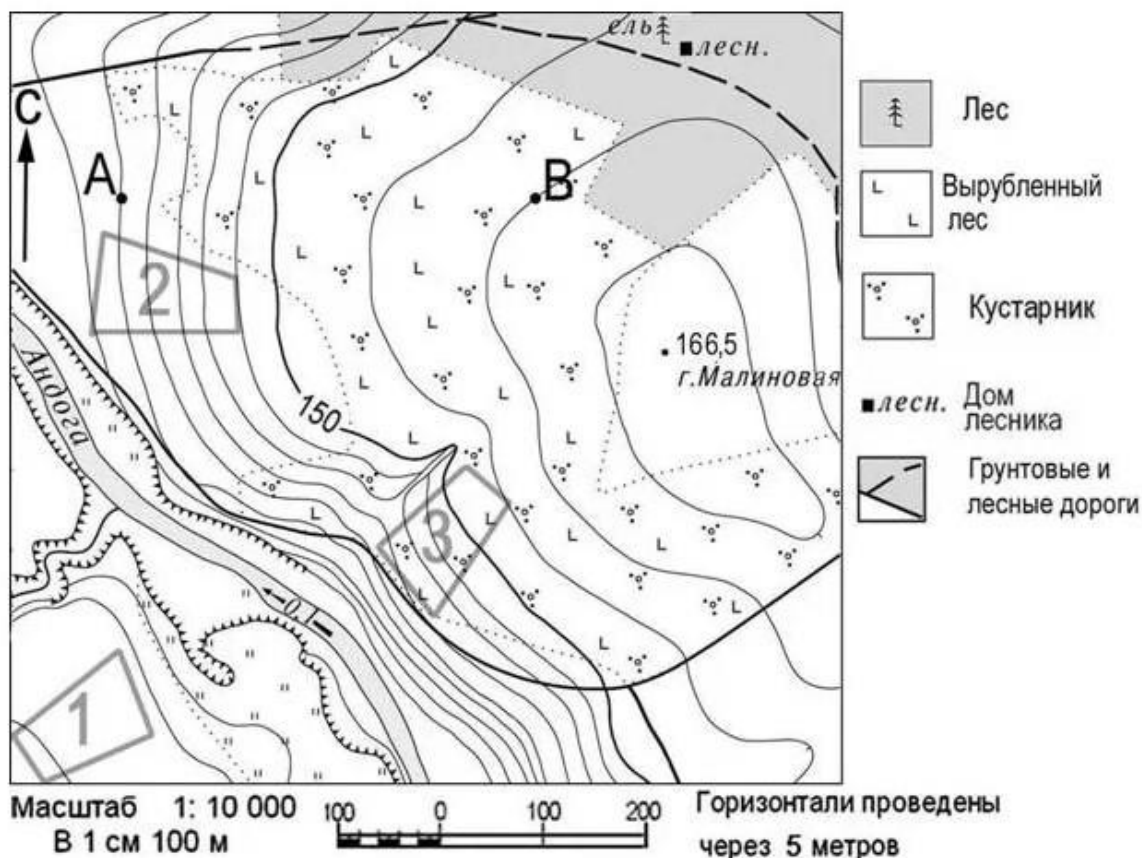 ель
лесн.
С
A
B
2
166,5
г.Малиновая
Андога
150
3
0,1
1
Лес
Вырубленный
лес
Кустарник
лесн. Дом
лесника
Грунтовые и
лесные дороги
Масштаб 1: 10 000
В 1 см 100 м
100 0 100 200
Горизонтали проведены
через 5 метров